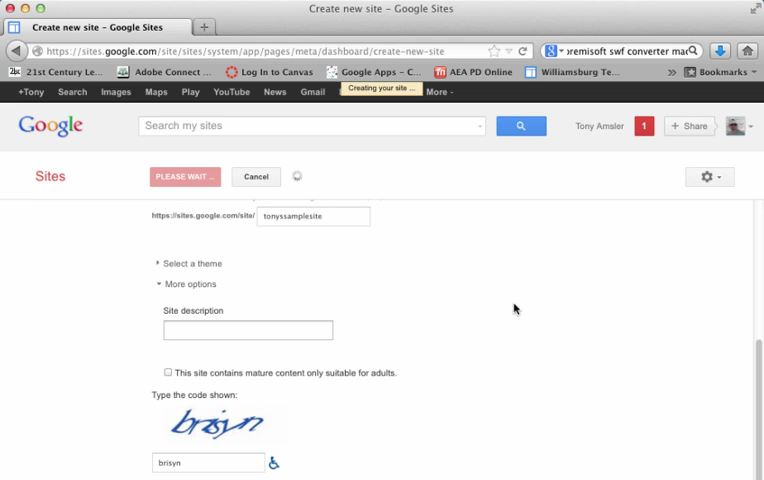 Create new site - Google Sites
Create new site - Google Sites
https://sites.google.com/site/sites/system/app/pages/meta/dashboard/create-new-site
premisoft swf converter mac
21st Century Le... Adobe Connect ... Log In to Canvas Google Apps - C... AEA PD Online Williamsburg Te... » Bookmarks
+Tony Search Images Maps Play YouTube News Gmail More -
Creating your site ...
Google Search my sites Tony Amsler 1 + Share
Sites PLEASE WAIT ... Cancel
https://sites.google.com/site/ tonyssamplesite
Select a theme
More options
Site description
This site contains mature content only suitable for adults.
Type the code shown:
brisyn
brisyn